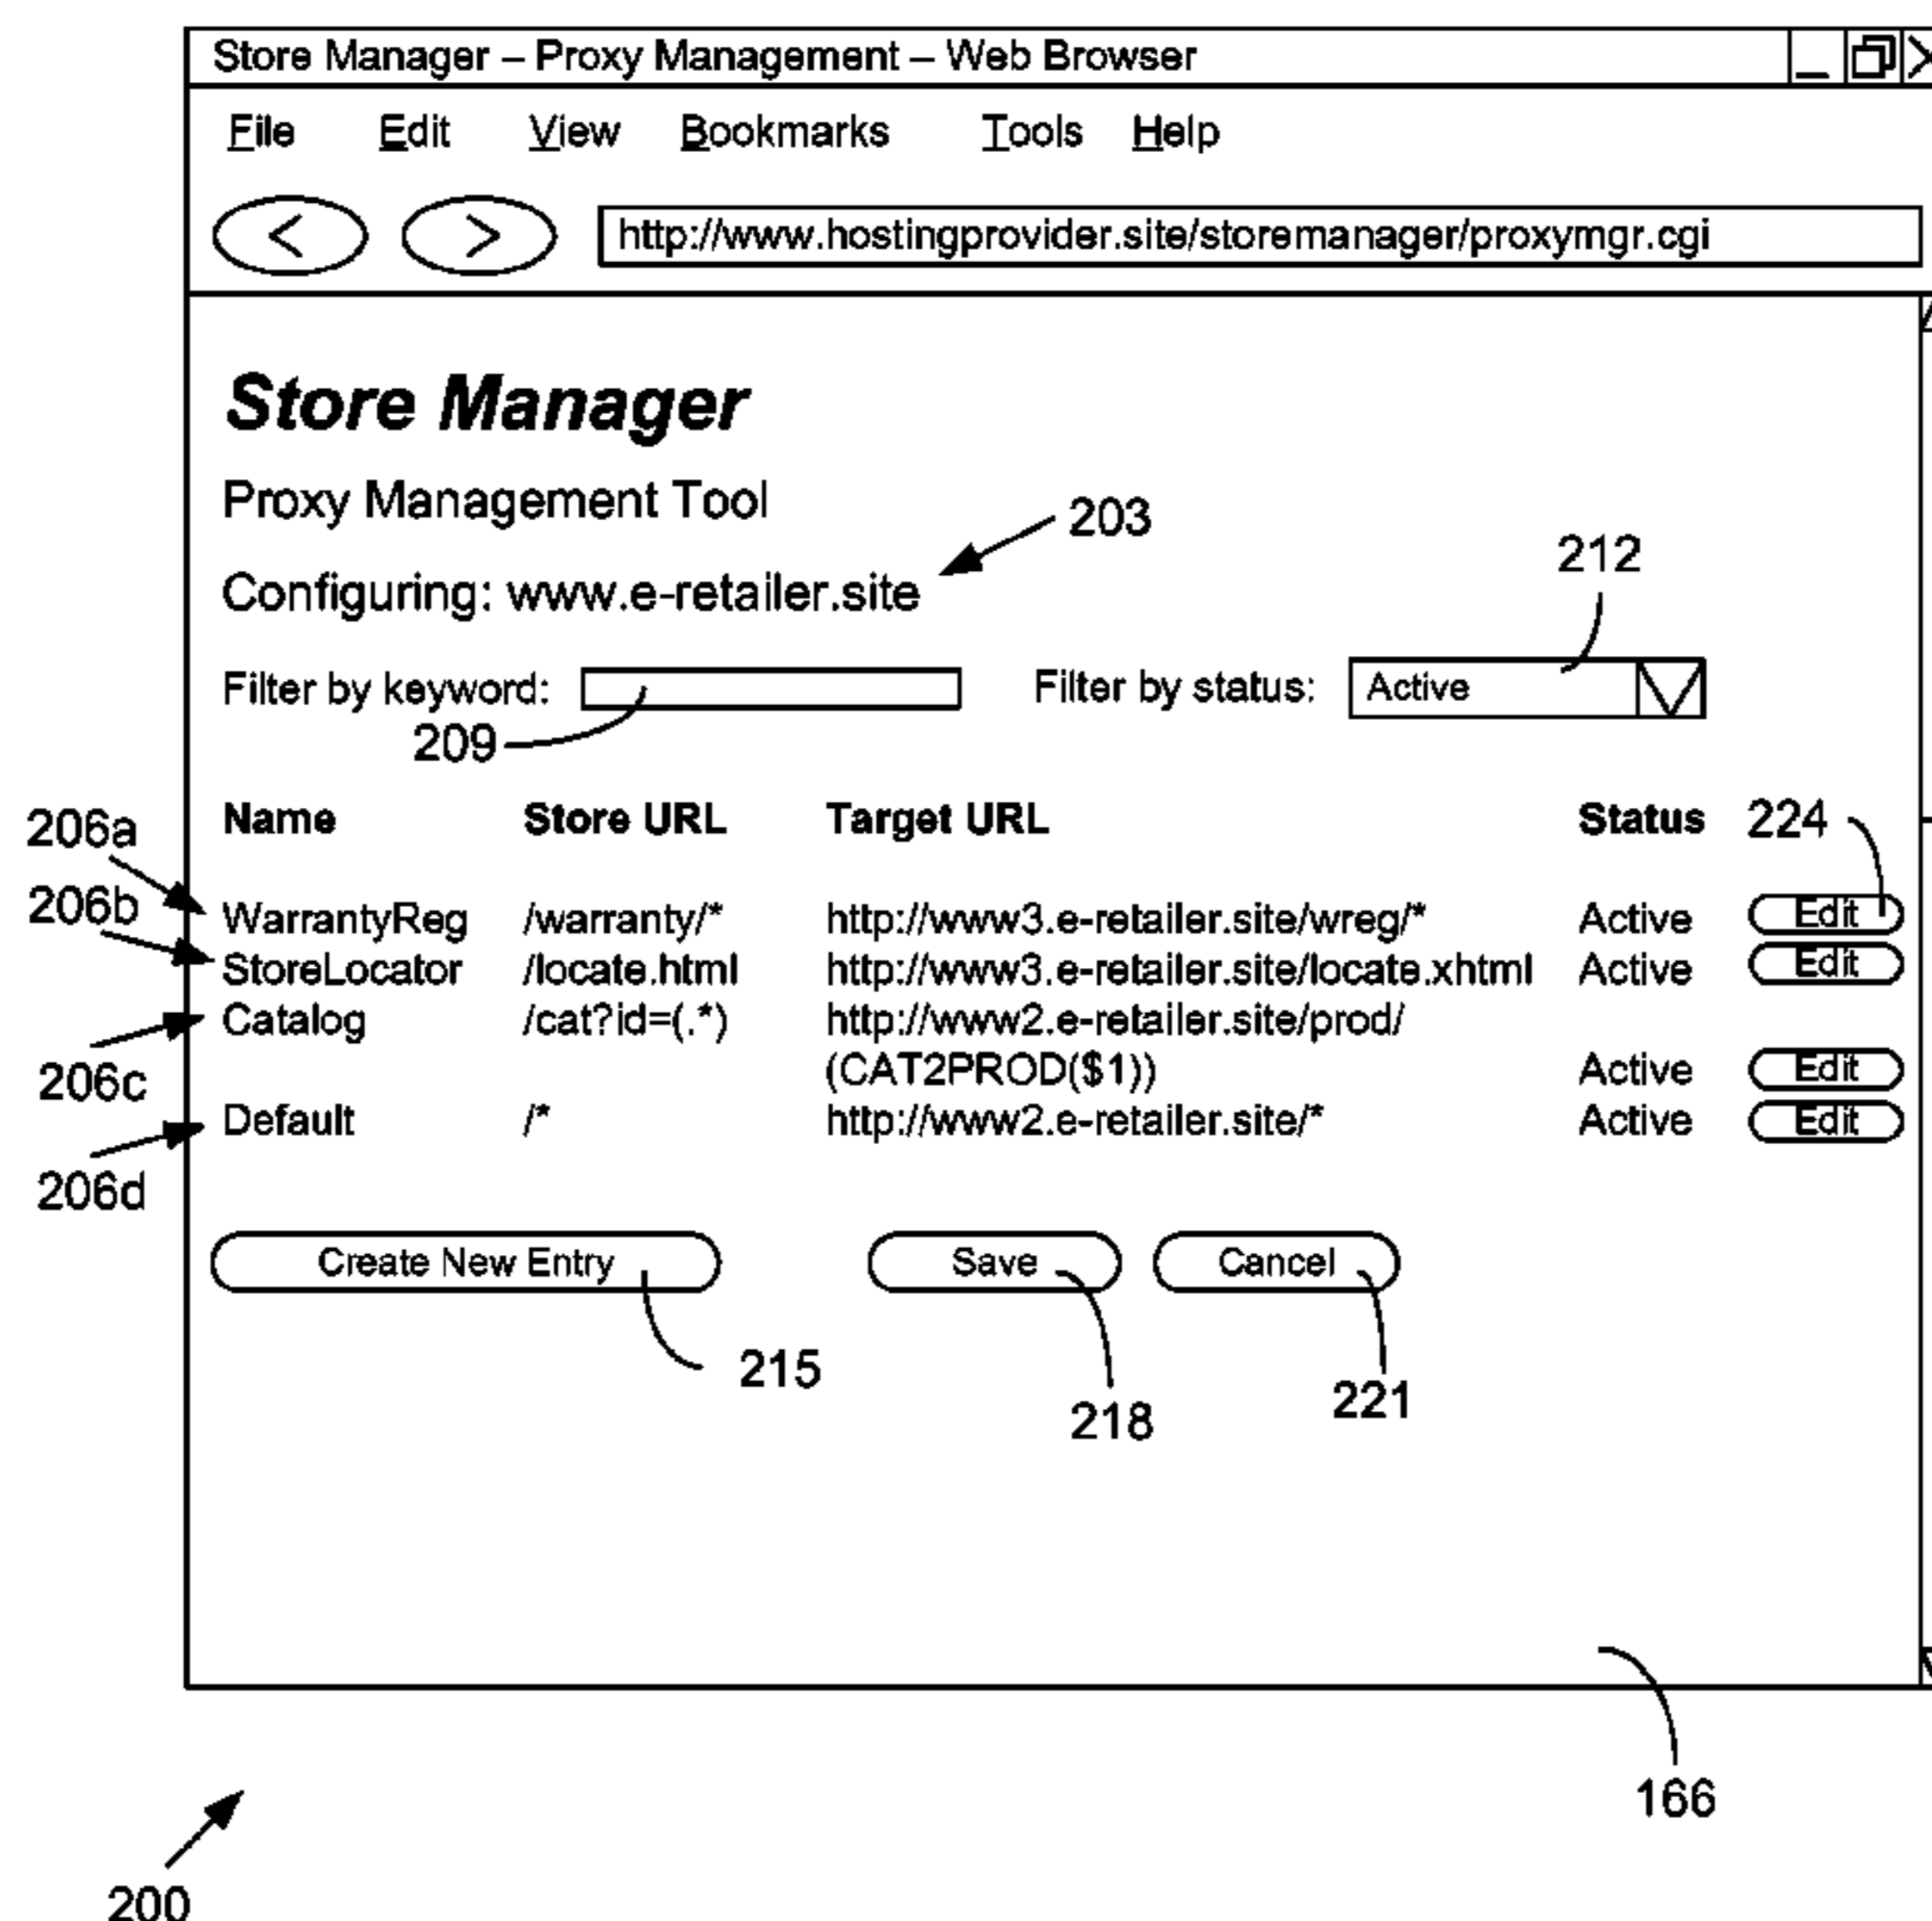 Store Manager – Proxy Management – Web Browser
File Edit View Bookmarks Tools Help
< > http://www.hostingprovider.site/storemanager/proxymgr.cgi
Store Manager
Proxy Management Tool
203
Configuring: www.e-retailer.site
212
Filter by keyword: Filter by status: Active
209
206a Name Store URL Target URL Status 224
206b WarrantyReg /warranty/* http://www3.e-retailer.site/wreg/* Active Edit
StoreLocator /locate.html http://www3.e-retailer.site/locate.xhtml Active Edit
Catalog /cat?id=(.*) http://www2.e-retailer.site/prod/
206c (CAT2PROD($1)) Active Edit
Default /* http://www2.e-retailer.site/* Active Edit
206d
Create New Entry Save Cancel
215
218
221
166
200